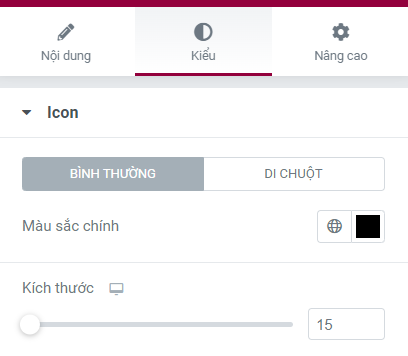 Nội dung
Kiểu
Nâng cao
Icon
BÌNH THƯỜNG
DI CHUỘT
Màu sắc chính
Kích thước
15